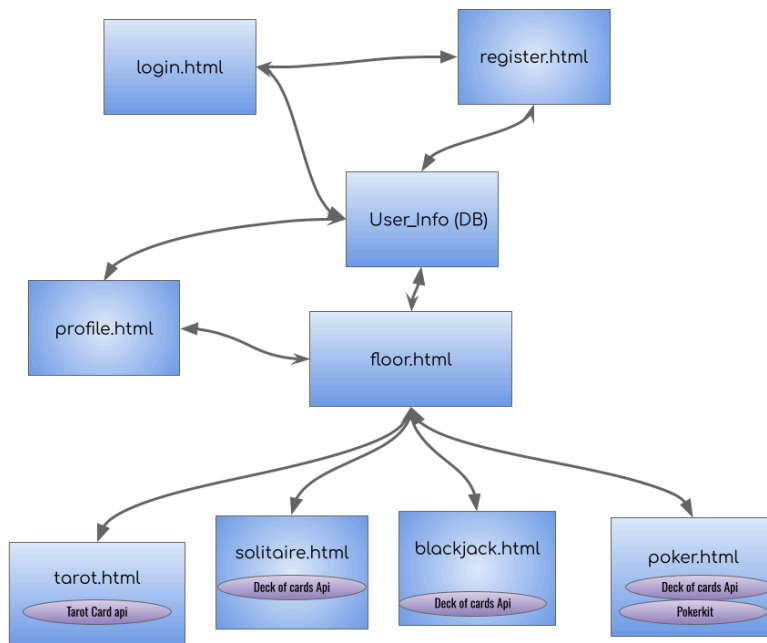 login.html
register.html
User_Info (DB)
profile.html
floor.html
tarot.html
Tarot Card api
solitaire.html
Deck of cards Api
blackjack.html
Deck of cards Api
poker.html
Deck of cards Api
Pokerkit